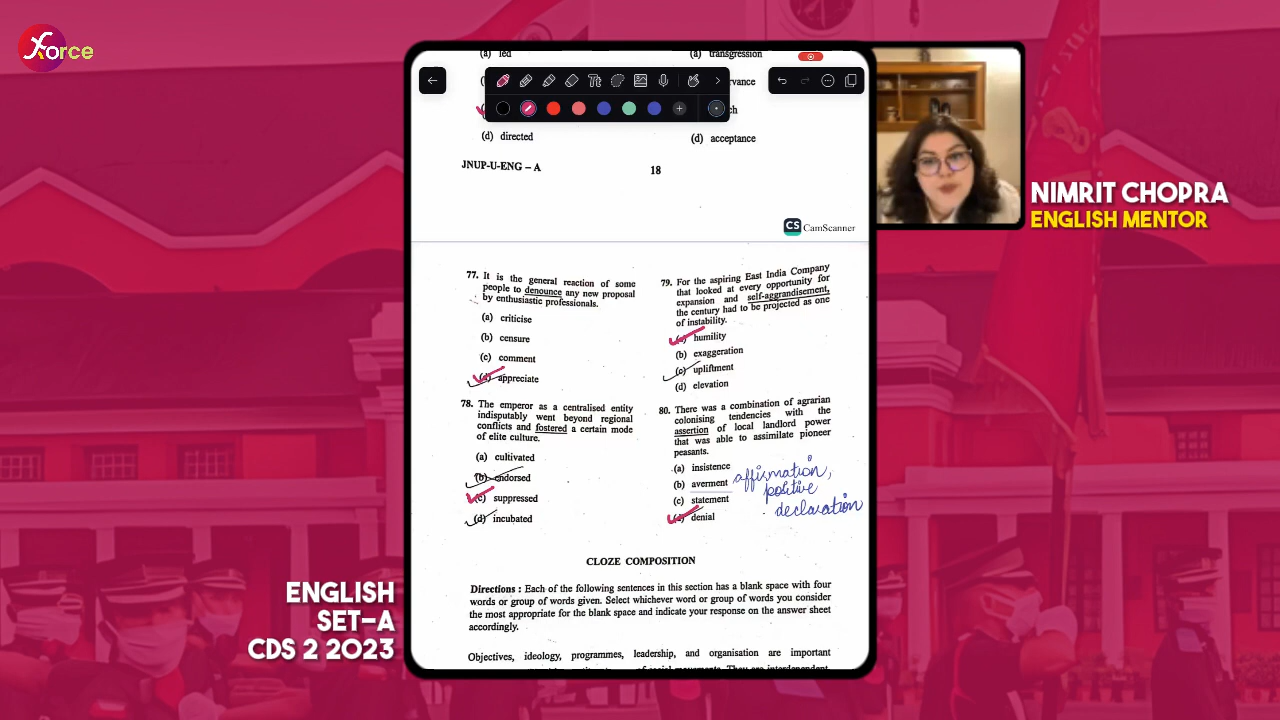 xforce
(a) led
(a) transgression
(d) directed
(d) acceptance
JNUP-U-ENG – A
18
CS CamScanner
77. It is the general reaction of some
people to denounce any new proposal
by enthusiastic professionals.
(a) criticise
(b) censure
(c) comment
(d) appreciate
78. The emperor as a centralised entity
indisputably went beyond regional
conflicts and fostered a certain mode
of elite culture.
(a) cultivated
(b) endorsed
(c) suppressed
(d) incubated
79. For the aspiring East India Company
that looked at every opportunity for
expansion and self-aggrandisement,
the century had to be projected as one
of instability.
(a) humility
(b) exaggeration
(c) upliftment
(d) elevation
80. There was a combination of agrarian
colonising tendencies with the
assertion of local landlord power
that was able to assimilate pioneer
peasants.
(a) insistence
(b) averment
(c) statement
(d) denial
affirmation,
positive
declaration
CLOZE COMPOSITION
Directions : Each of the following sentences in this section has a blank space with four
words or group of words given. Select whichever word or group of words you consider
the most appropriate for the blank space and indicate your response on the answer sheet
accordingly.
Objectives, ideology, programmes, leadership, and organisation are important
of social movements. They are interdependent,
NIMRIT CHOPRA
ENGLISH MENTOR
ENGLISH
SET-A
CDS 2 2023